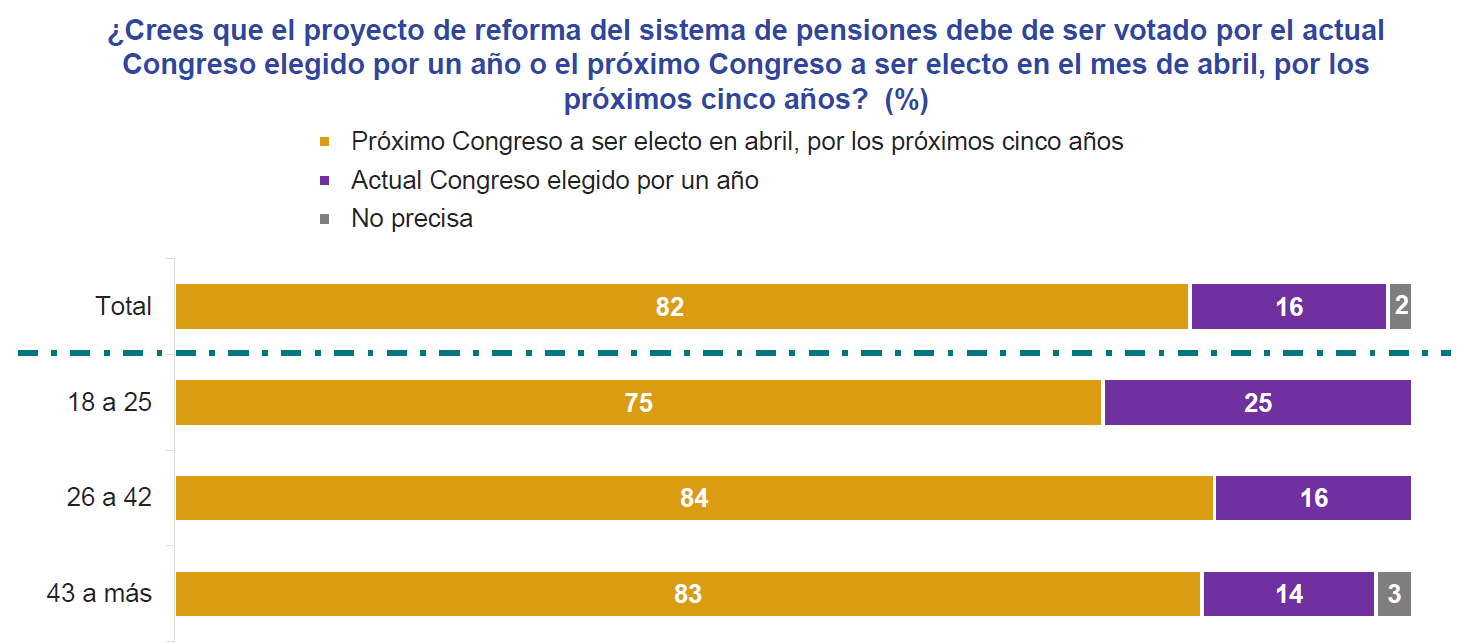 ¿Crees que el proyecto de reforma del sistema de pensiones debe de ser votado por el actual
Congreso elegido por un año o el próximo Congreso a ser electo en el mes de abril, por los
próximos cinco años? (%)
Próximo Congreso a ser electo en abril, por los próximos cinco años
Actual Congreso elegido por un año
No precisa
Total 82 16 2
18 a 25 75 25
26 a 42 84 16
43 a más 83 14 3